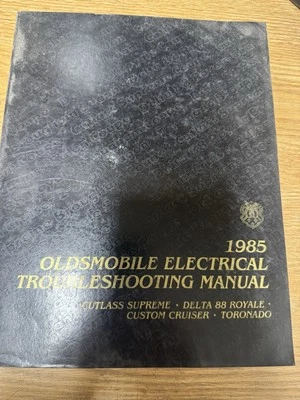 1985
OLDSMOBILE ELECTRICAL
TROUBLESHOOTING MANUAL
CUTLASS SUPREME · DELTA 88 ROYALE ·
CUSTOM CRUISER · TORONADO